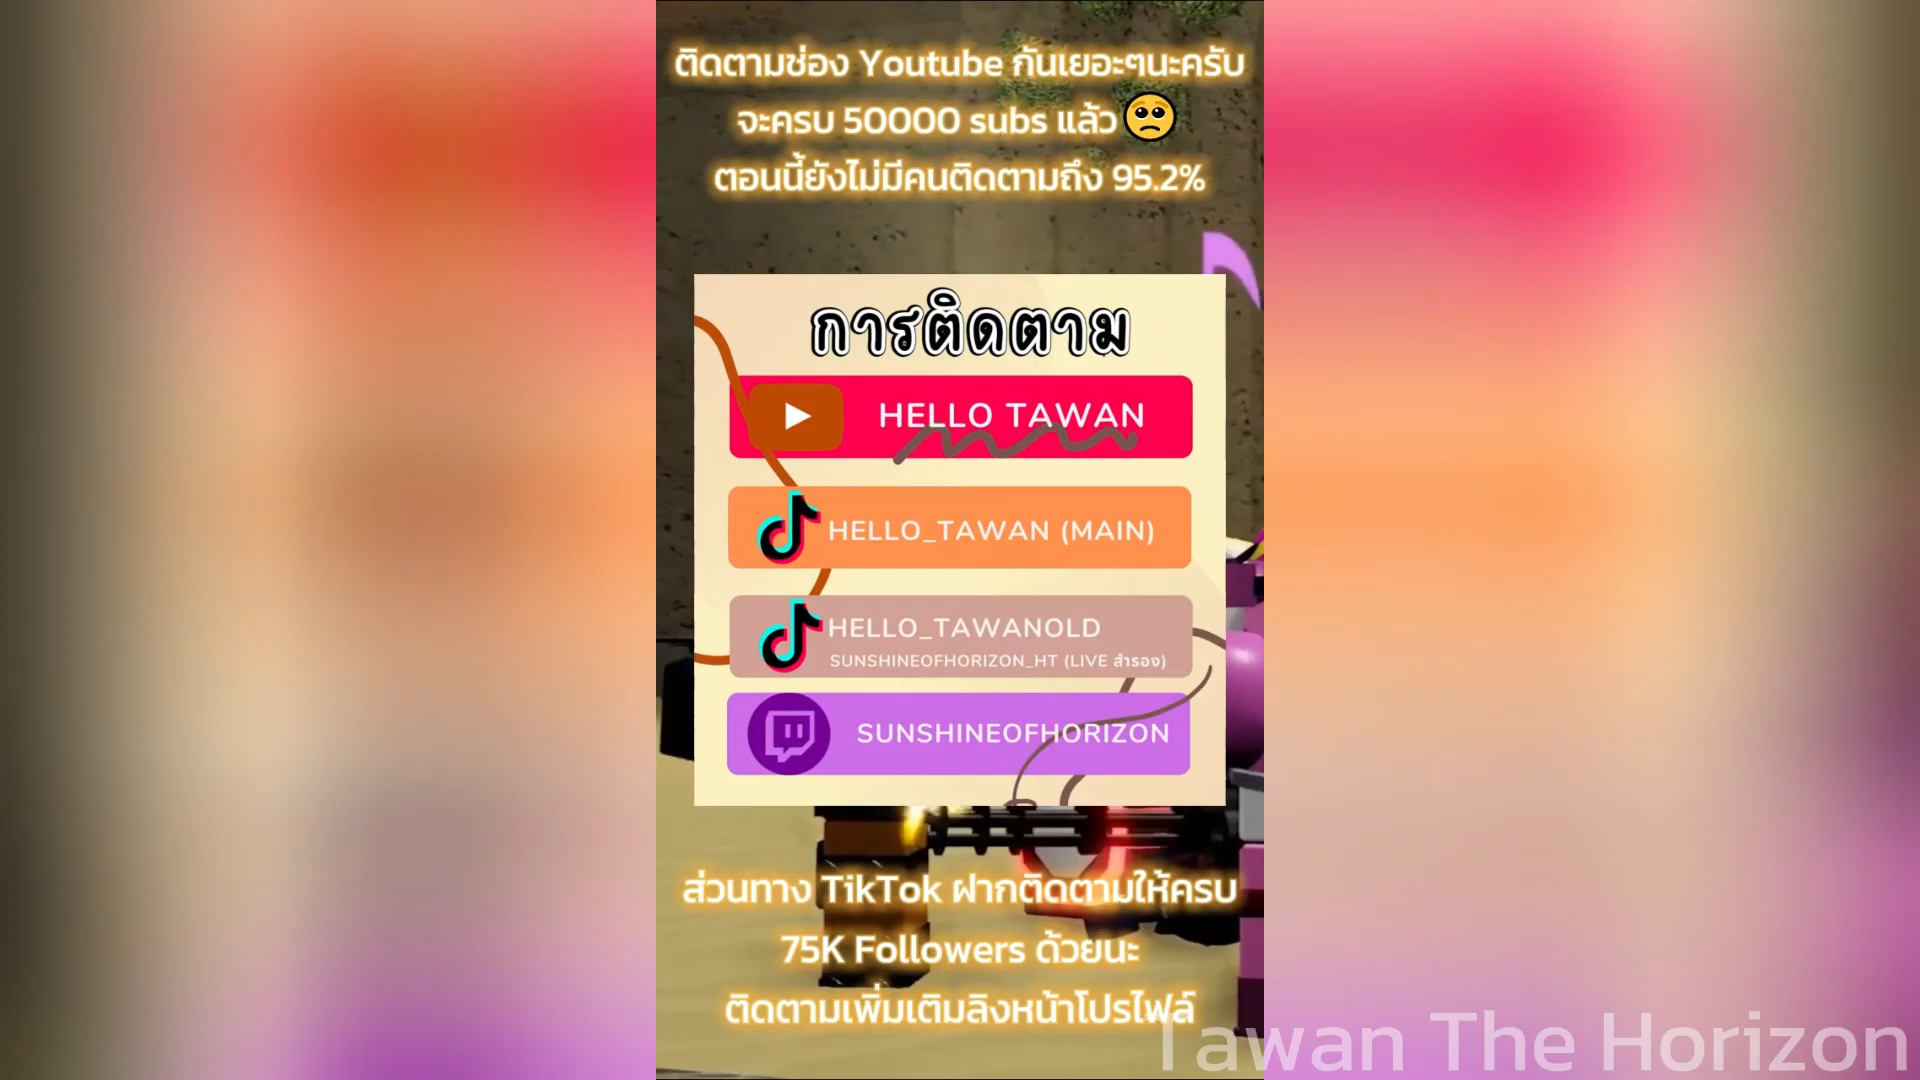 ติดตามช่อง Youtube กันเยอะๆนะครับ
จะครบ 50000 subs แล้ว🥺
ตอนนี้ยังไม่มีคนติดตามถึง 95.2%
การติดตาม
HELLO TAWAN
HELLO_TAWAN (MAIN)
HELLO_TAWANOLD
SUNSHINEOFHORIZON_HT (LIVE สำรอง)
SUNSHINEOFHORIZON
ส่วนทาง TikTok ฝากติดตามให้ครบ
75K Followers ด้วยนะ
ติดตามเพิ่มเติมลิงหน้าโปรไฟล์
Tawan The Horizon